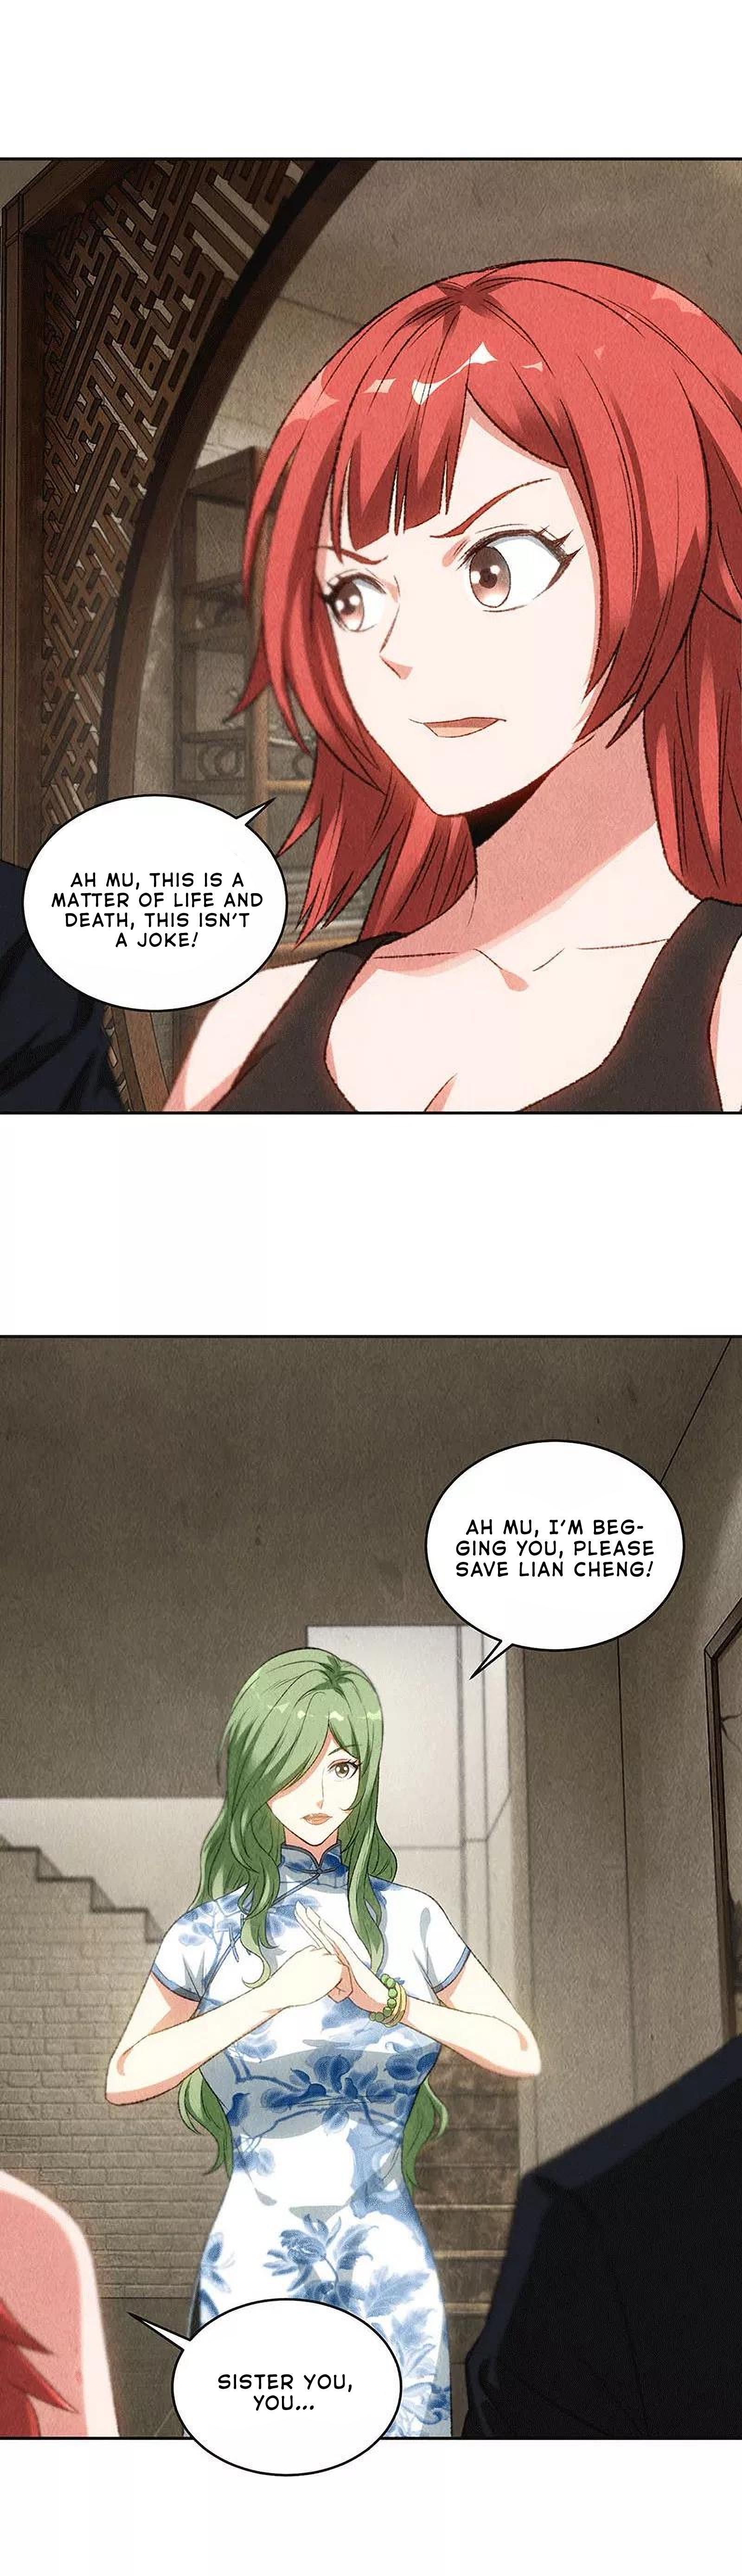 AH MU, THIS IS A
MATTER OF LIFE AND
DEATH, THIS ISN'T
A JOKE!
AH MU, I'M BEG-
GING YOU, PLEASE
SAVE LIAN CHENG!
SISTER YOU,
YOU...